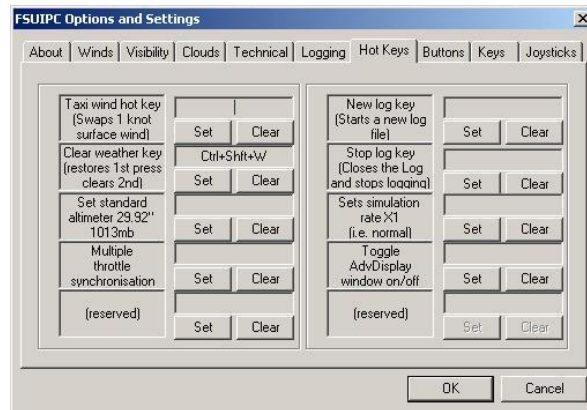 FSUIPC Options and Settings
About Winds Visibility Clouds Technical Logging Hot Keys Buttons Keys Joysticks
Taxi wind hot key
(Swaps 1 knot
surface wind)
Set Clear
Clear weather key
(restores 1st press
clears 2nd)
Ctrl+Shft+W
Set Clear
Set standard
altimeter 29.92"
1013mb
Set Clear
Multiple
throttle
synchronisation
Set Clear
(reserved)
Set Clear
New log key
(Starts a new log
file)
Set Clear
Stop log key
(Closes the Log
and stops logging)
Set Clear
Sets simulation
rate X1
(i.e. normal)
Set Clear
Toggle
AdvDisplay
window on/off
Set Clear
(reserved)
Set Clear
OK Cancel